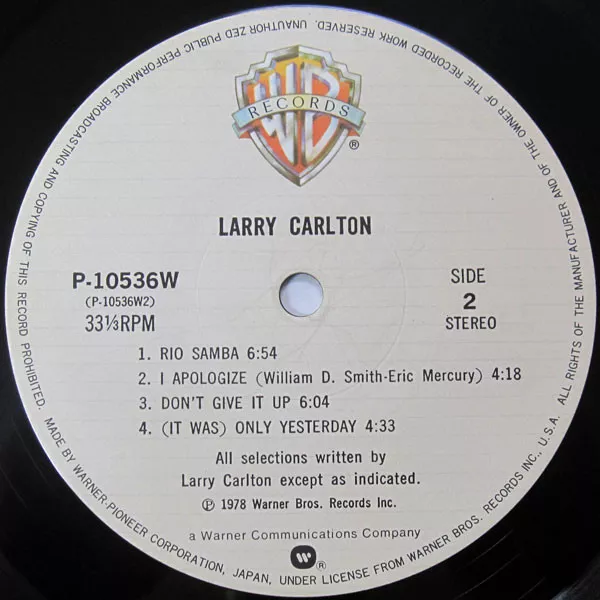 WB
RECORDS
®
LARRY CARLTON
P-10536W
(P-10536W2)
33⅓RPM
SIDE
2
STEREO
1. RIO SAMBA 6:54
2. I APOLOGIZE (William D. Smith-Eric Mercury) 4:18
3. DON'T GIVE IT UP 6:04
4. (IT WAS) ONLY YESTERDAY 4:33
All selections written by
Larry Carlton except as indicated.
Ⓟ 1978 Warner Bros. Records Inc.
a Warner Communications Company
®
MADE BY WARNER-PIONEER CORPORATION, JAPAN, UNDER LICENSE FROM WARNER BROS. RECORDS INC., U.S.A. ALL RIGHTS OF THE MANUFACTURER AND OF THE OWNER OF THE RECORDED WORK RESERVED. UNAUTHORIZED PUBLIC PERFORMANCE BROADCASTING AND COPYING OF THIS RECORD PROHIBITED.